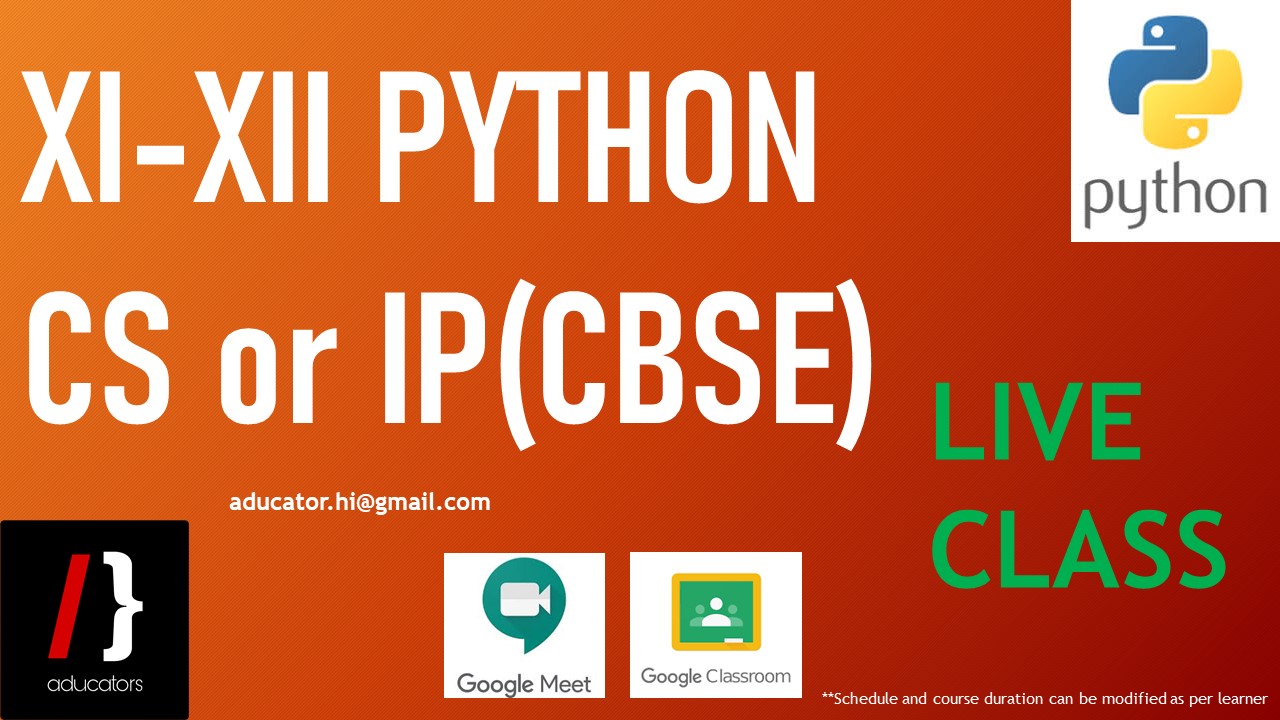 XI-XII PYTHON
python
CS or IP(CBSE)
LIVE
CLASS
aducator.hi@gmail.com
/}
aducators
Google Meet
Google Classroom
**Schedule and course duration can be modified as per learner